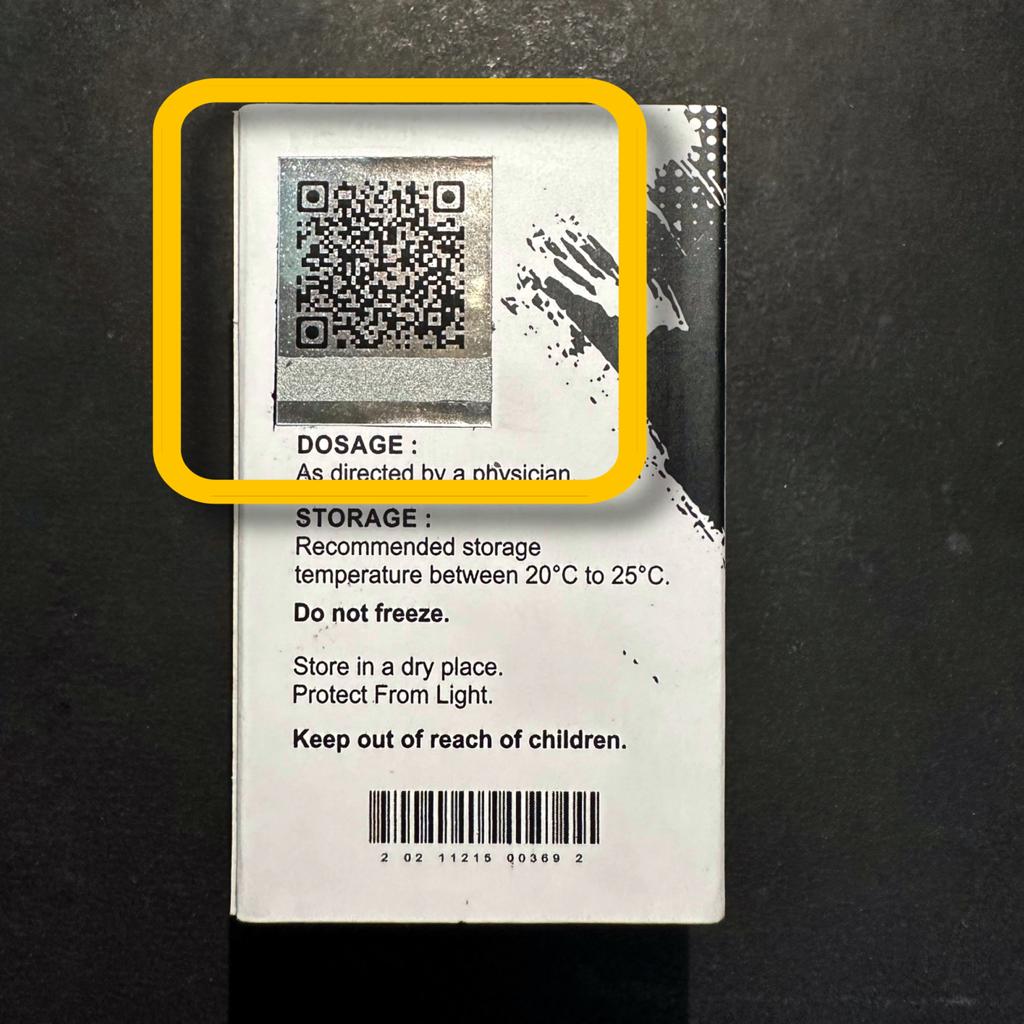 DOSAGE :
As directed by a physician.
STORAGE :
Recommended storage
temperature between 20°C to 25°C.
Do not freeze.
Store in a dry place.
Protect From Light.
Keep out of reach of children.
2 02 11215 00369 2